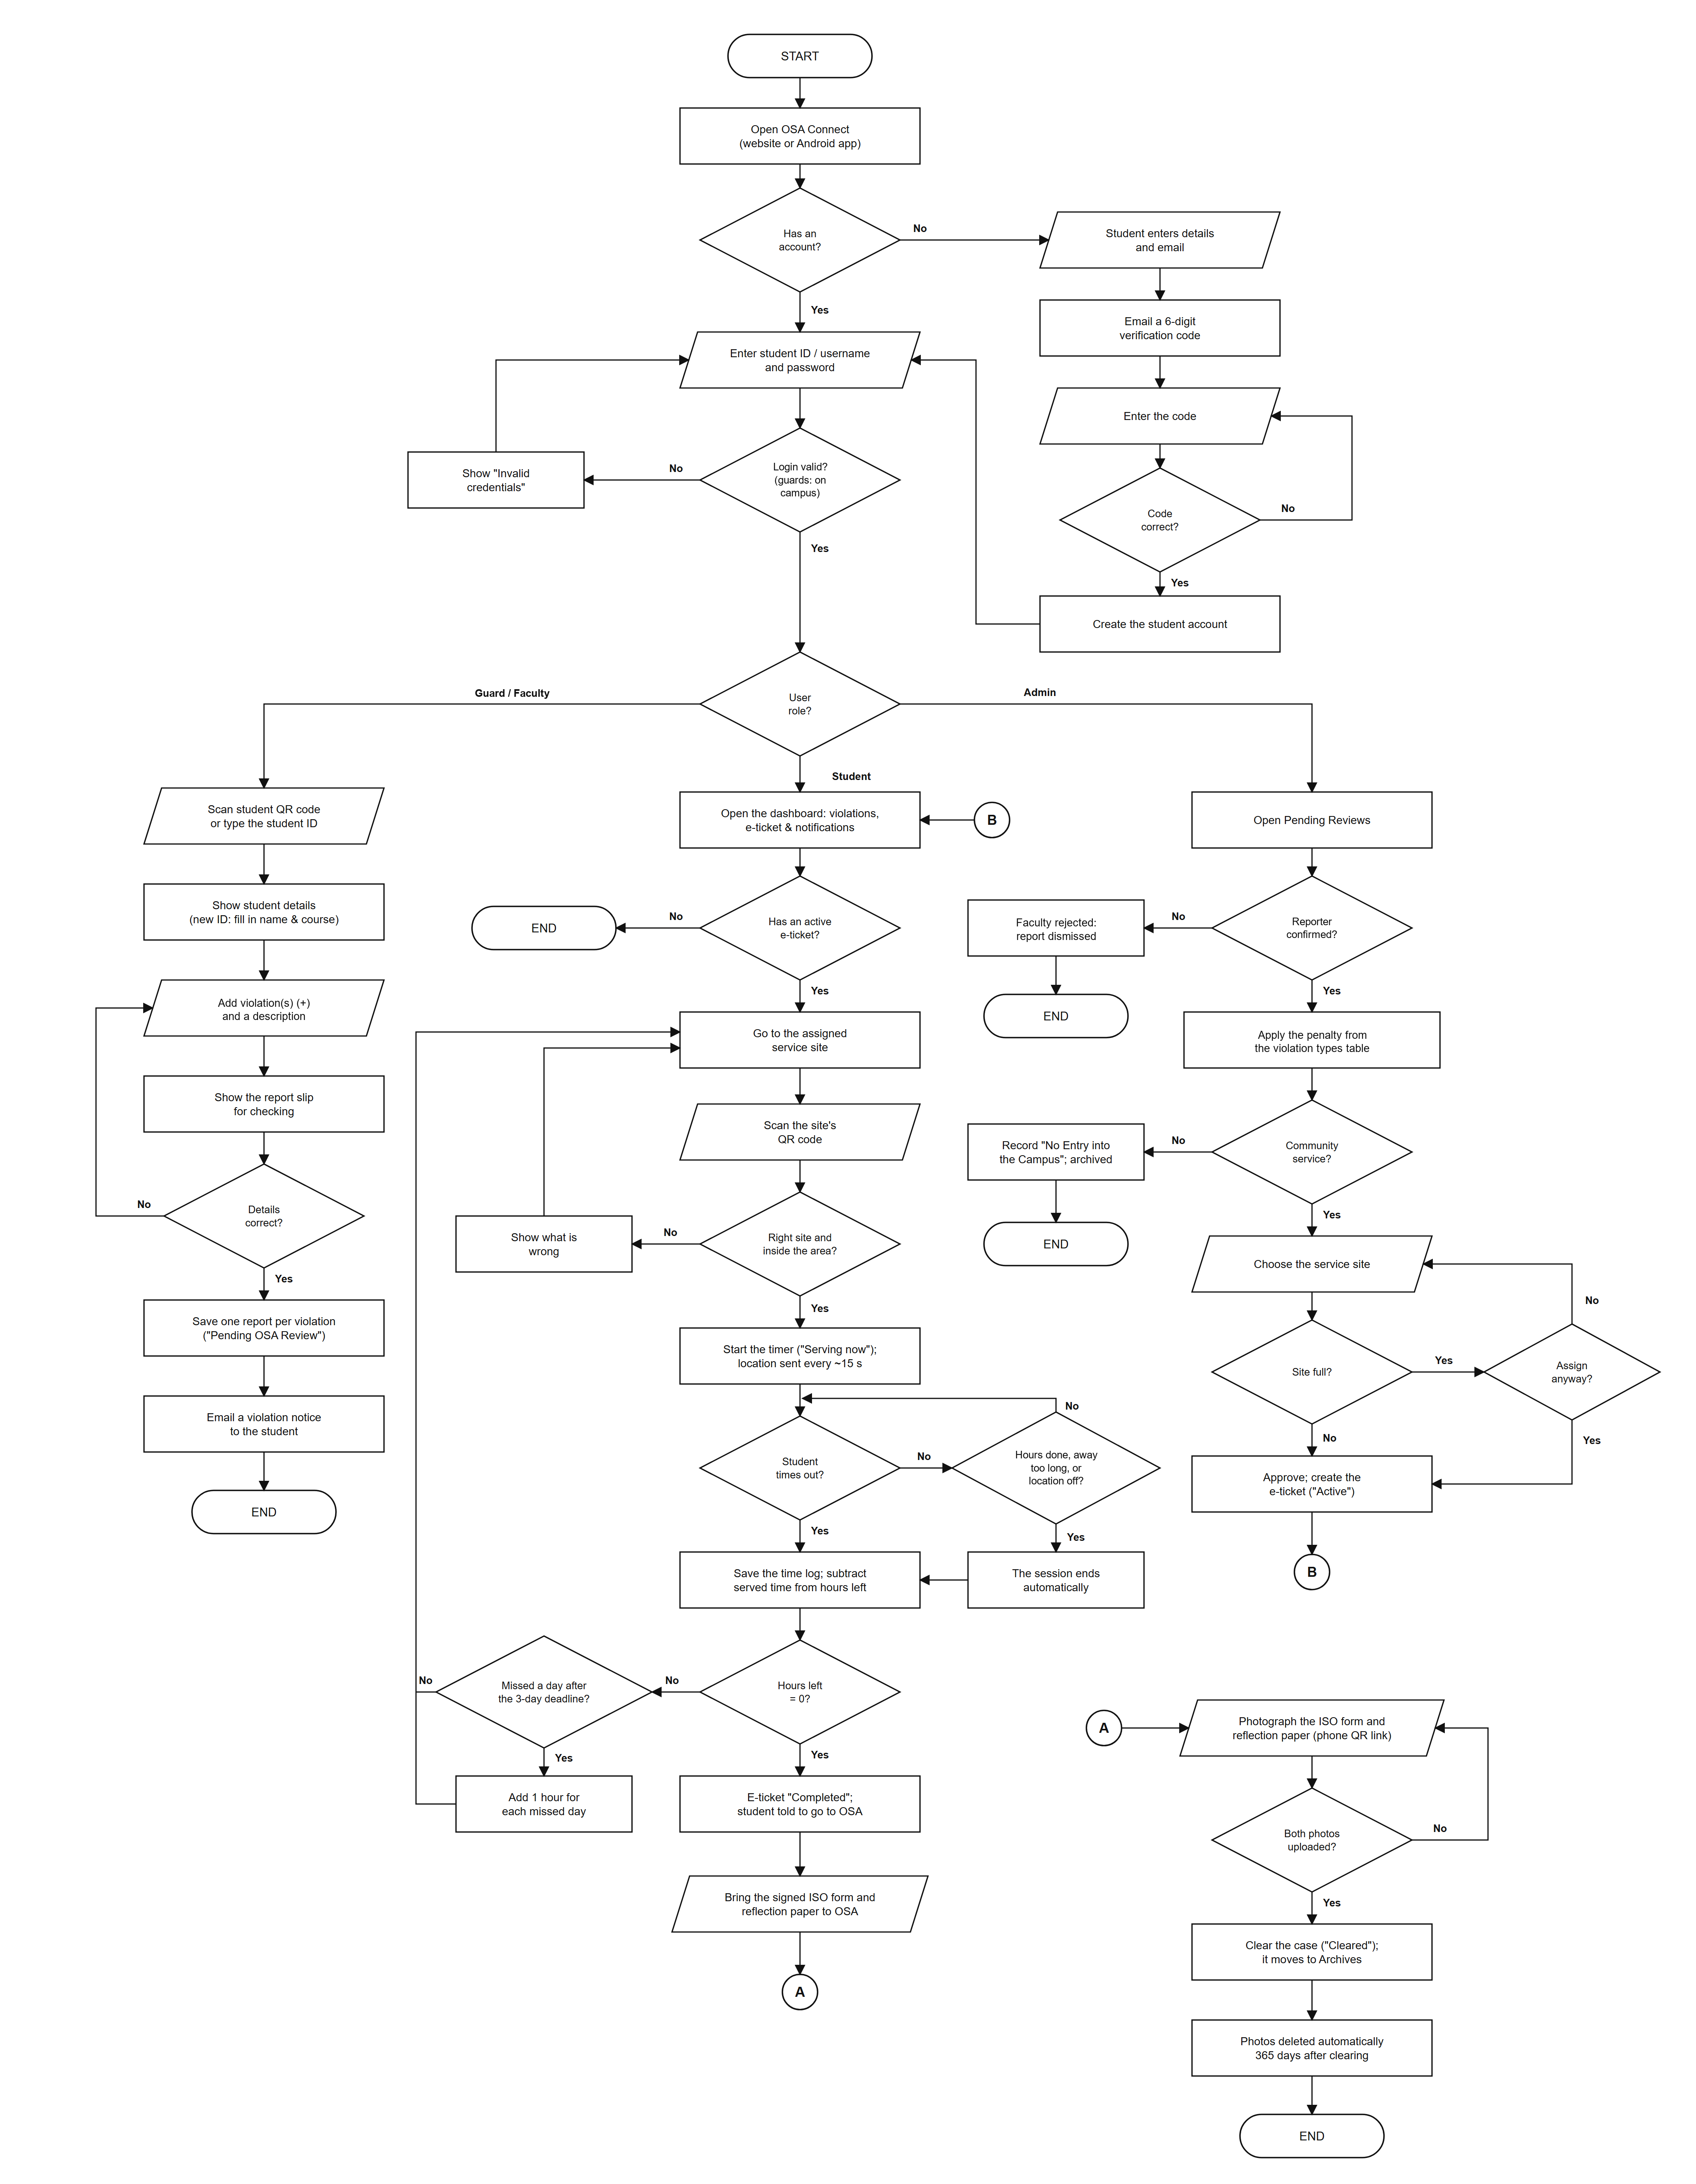 START
Open OSA Connect
(website or Android app)
Has an
account?
No
Yes
Student enters details
and email
Email a 6-digit
verification code
Enter the code
Code
correct?
No
Yes
Create the student account
Enter student ID / username
and password
Login valid?
(guards: on
campus)
No
Show "Invalid
credentials"
Yes
User
role?
Guard / Faculty
Admin
Student
Scan student QR code
or type the student ID
Show student details
(new ID: fill in name & course)
Add violation(s) (+)
and a description
Show the report slip
for checking
Details
correct?
No
Yes
Save one report per violation
("Pending OSA Review")
Email a violation notice
to the student
END
Open the dashboard: violations,
e-ticket & notifications
B
Has an active
e-ticket?
No
END
Yes
Go to the assigned
service site
Scan the site's
QR code
Right site and
inside the area?
No
Show what is
wrong
Yes
Start the timer ("Serving now");
location sent every ~15 s
Student
times out?
No
Hours done, away
too long, or
location off?
No
Yes
The session ends
automatically
Yes
Save the time log; subtract
served time from hours left
Hours left
= 0?
No
Missed a day after
the 3-day deadline?
No
Yes
Add 1 hour for
each missed day
Yes
E-ticket "Completed";
student told to go to OSA
Bring the signed ISO form and
reflection paper to OSA
A
Open Pending Reviews
Reporter
confirmed?
No
Faculty rejected:
report dismissed
END
Yes
Apply the penalty from
the violation types table
Community
service?
No
Record "No Entry into
the Campus"; archived
END
Yes
Choose the service site
Site full?
Yes
Assign
anyway?
No
Yes
No
Approve; create the
e-ticket ("Active")
B
A
Photograph the ISO form and
reflection paper (phone QR link)
Both photos
uploaded?
No
Yes
Clear the case ("Cleared");
it moves to Archives
Photos deleted automatically
365 days after clearing
END